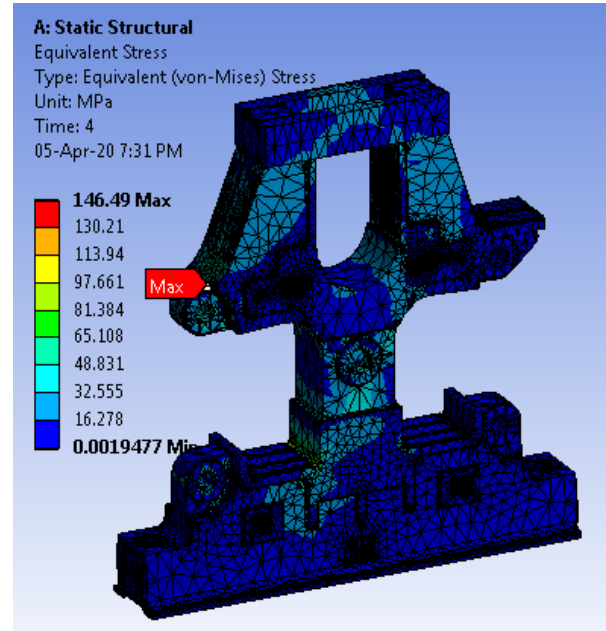 A: Static Structural
Equivalent Stress
Type: Equivalent (von-Mises) Stress
Unit: MPa
Time: 4
05-Apr-20 7:31 PM
146.49 Max
130.21
113.94
97.661
81.384
65.108
48.831
32.555
16.278
0.0019477 Min
Max